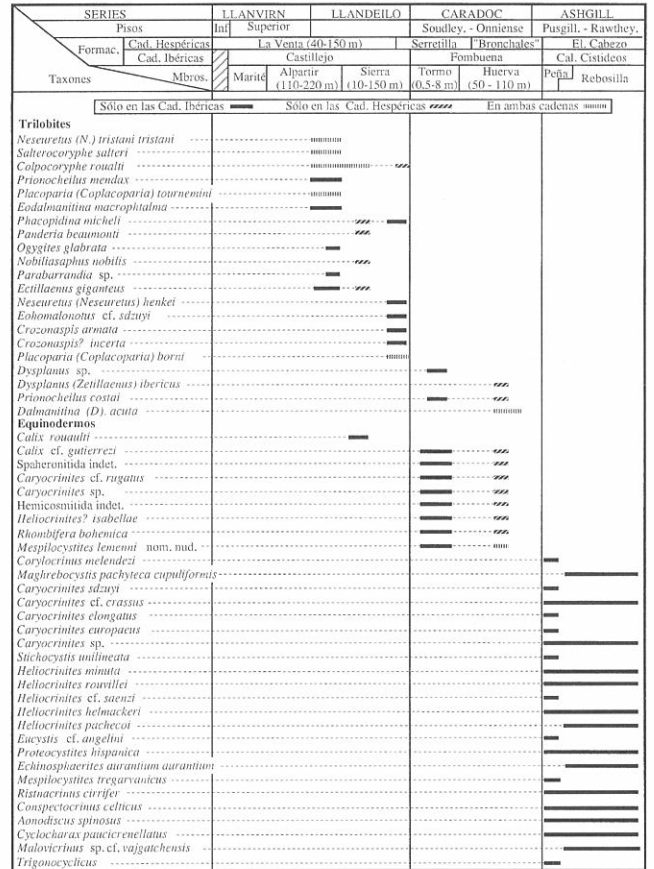 SERIES LLANVIRN LLANDEILO CARADOC ASHGILL
Pisos Inf Superior Soudley. - Onniense Pusgill. - Rawthey.
Formac. Cad. Hespéricas La Venta (40-150 m) Serretilla "Bronchales" El. Cabezo
Cad. Ibéricas Castillejo Fombuena Cal. Cistideos
Taxones Mbros. Marité Alpartir (110-220 m) Sierra (10-150 m) Tormo (0,5-8 m) Huerva (50 - 110 m) Peña Rebosilla
Sólo en las Cad. Ibéricas Sólo en las Cad. Hespéricas En ambas cadenas
Trilobites
Neseuretus (N.) tristani tristani
Salterocoryphe salteri
Colpocoryphe roualti
Prionocheilus mendax
Placoparia (Coplacoparia) tournemini
Eodalmanitina macrophtalma
Phacopidina micheli
Panderia beaumonti
Ogygites glabrata
Nobiliasaphus nobilis
Parabarrandia sp.
Ectillaenus giganteus
Neseuretus (Neseuretus) henkei
Eohomalonotus cf. sdzuyi
Crozonaspis armata
Crozonaspis? incerta
Placoparia (Coplacoparia) borni
Dysplanus sp.
Dysplanus (Zetillaenus) ibericus
Prionocheilus costai
Dalmanitina (D). acuta
Equinodermos
Calix rouaulti
Calix cf. gutierrezi
Spaheronitida indet.
Caryocrinites cf. rugatus
Caryocrinites sp.
Hemicosmitida indet.
Heliocrinites? isabellae
Rhombifera bohemica
Mespilocystites lemenni nom. nud.
Corylocrinus melendezi
Maghrebocystis pachyteca cupuliformis
Caryocrinites sdzuyi
Caryocrinites cf. crassus
Caryocrinites elongatus
Caryocrinites europaeus
Caryocrinites sp.
Stichocystis unilineata
Heliocrinites minuta
Heliocrinites rouvillei
Heliocrinites cf. saenzi
Heliocrinites helmackeri
Heliocrinites pachecoi
Eucystis cf. angelini
Proteocystites hispanica
Echinosphaerites aurantium aurantium
Mespilocystites tregarvanicus
Ristnacrinus cirrifer
Conspectocrinus celticus
Aonodiscus spinosus
Cyclocharax paucicrenellatus
Malovicrinus sp. cf. vajgatchensis
Trigonocyclicus